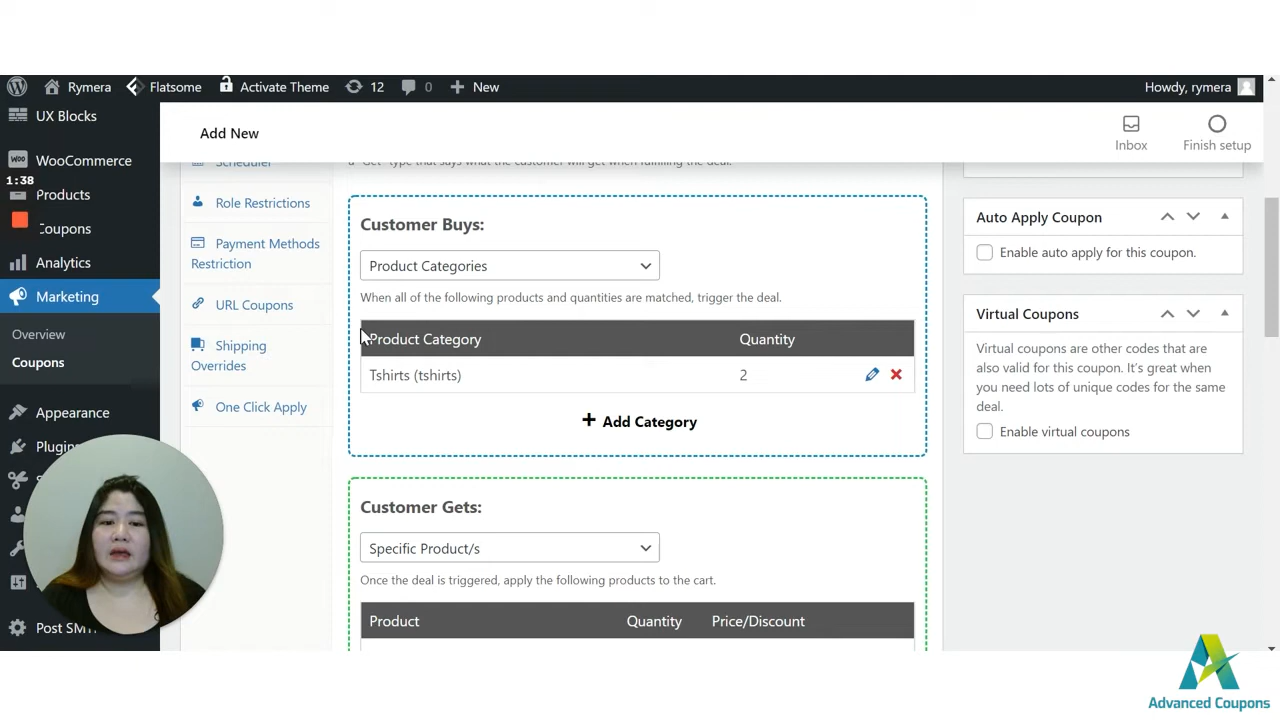 Rymera
Flatsome
Activate Theme
12
0
New
Howdy, rymera
UX Blocks
WooCommerce
1:38
Products
Coupons
Analytics
Marketing
Overview
Coupons
Appearance
Plugins
Post SMT
Add New
Inbox
Finish setup
Scheduler
Role Restrictions
Payment Methods
Restriction
URL Coupons
Shipping
Overrides
One Click Apply
a "Get" type that says what the customer will get when fulfilling the deal.
Customer Buys:
Product Categories
When all of the following products and quantities are matched, trigger the deal.
Product Category Quantity
Tshirts (tshirts) 2
+ Add Category
Customer Gets:
Specific Product/s
Once the deal is triggered, apply the following products to the cart.
Product Quantity Price/Discount
Auto Apply Coupon
Enable auto apply for this coupon.
Virtual Coupons
Virtual coupons are other codes that are
also valid for this coupon. It's great when
you need lots of unique codes for the same
deal.
Enable virtual coupons
Advanced Coupons